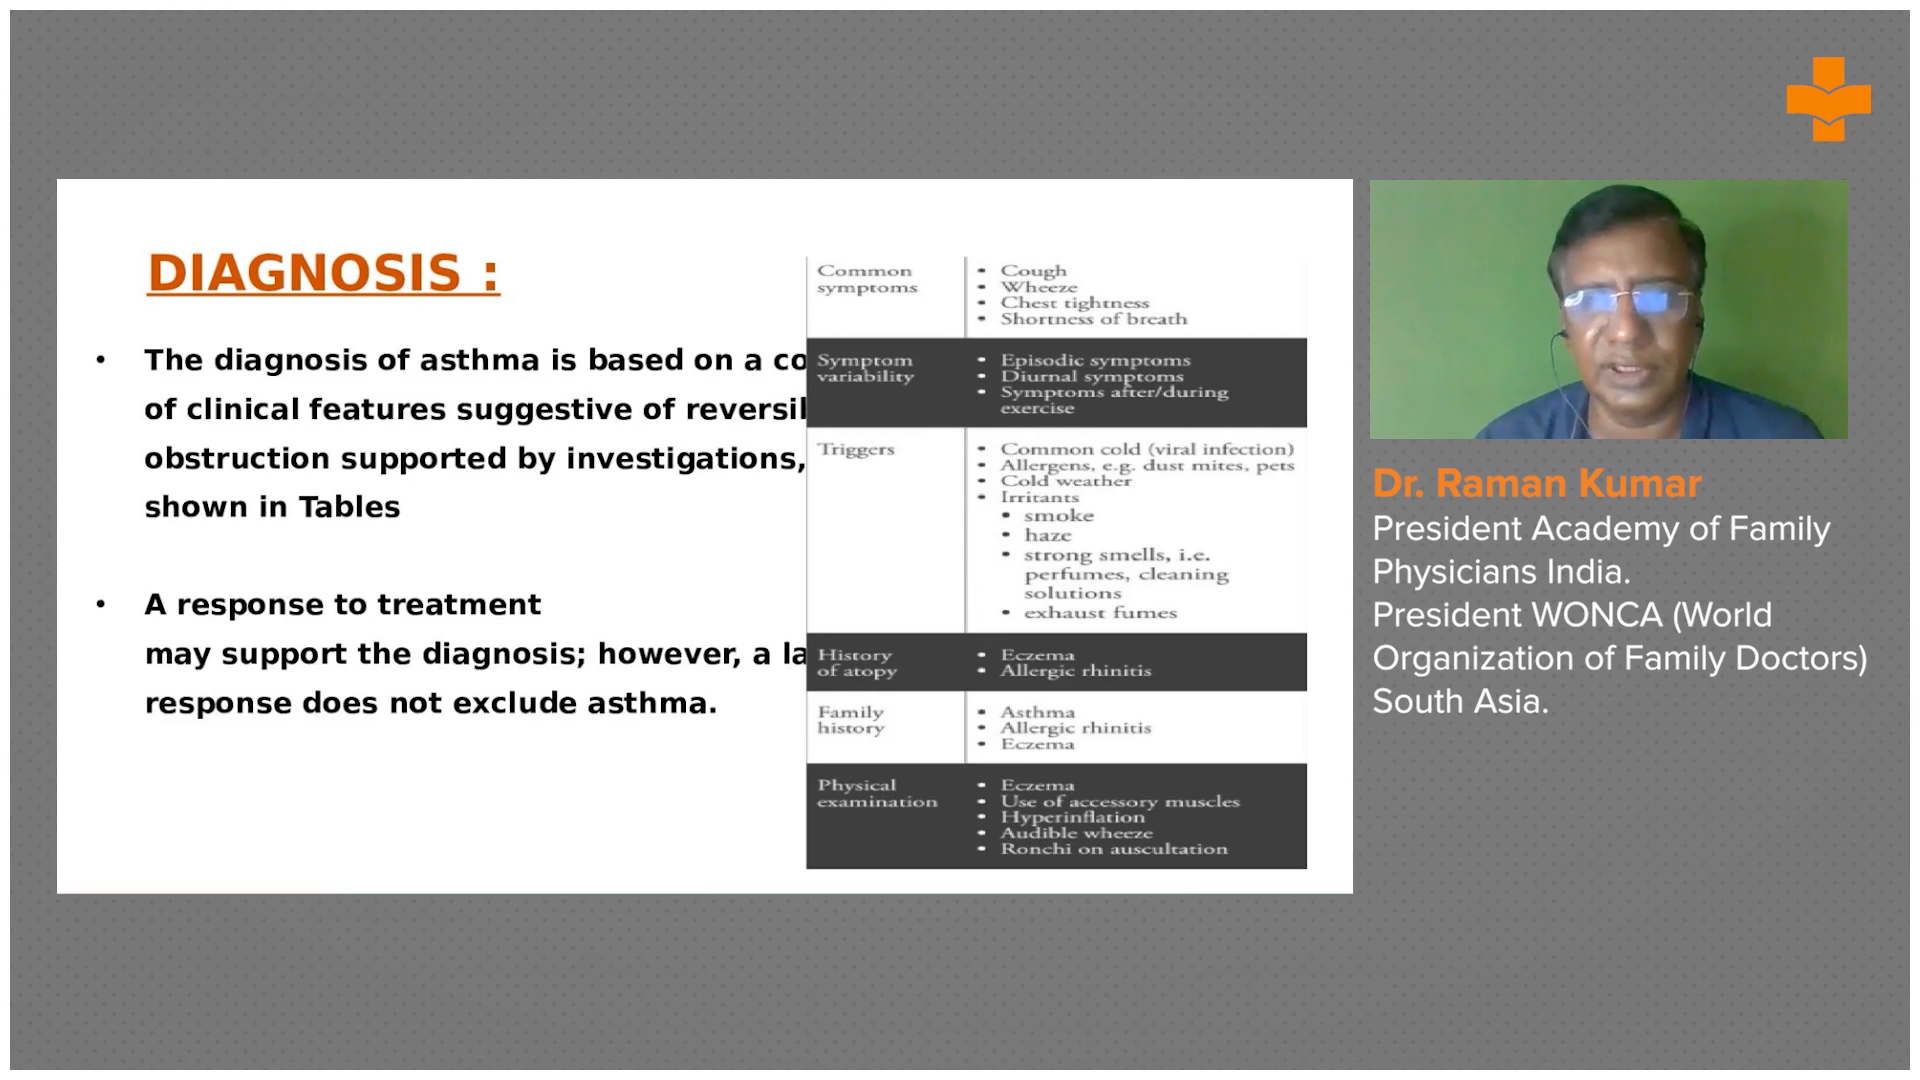 DIAGNOSIS :
• The diagnosis of asthma is based on a co
of clinical features suggestive of reversil
obstruction supported by investigations,
shown in Tables
• A response to treatment
may support the diagnosis; however, a la
response does not exclude asthma.
Common
symptoms
• Cough
• Wheeze
• Chest tightness
• Shortness of breath
Symptom
variability
• Episodic symptoms
• Diurnal symptoms
• Symptoms after/during
exercise
Triggers
• Common cold (viral infection)
• Allergens, e.g. dust mites, pets
• Cold weather
• Irritants
• smoke
• haze
• strong smells, i.e.
perfumes, cleaning
solutions
• exhaust fumes
History
of atopy
• Eczema
• Allergic rhinitis
Family
history
• Asthma
• Allergic rhinitis
• Eczema
Physical
examination
• Eczema
• Use of accessory muscles
• Hyperinflation
• Audible wheeze
• Ronchi on auscultation
Dr. Raman Kumar
President Academy of Family
Physicians India.
President WONCA (World
Organization of Family Doctors)
South Asia.